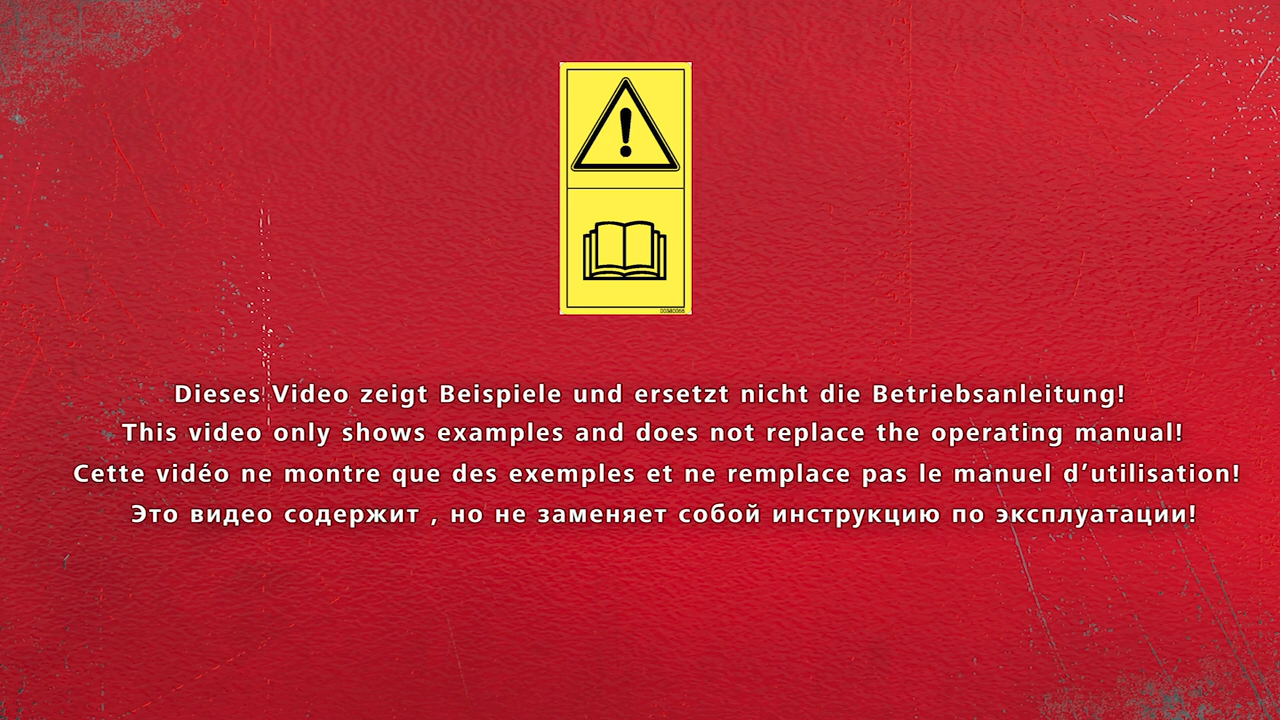 Dieses Video zeigt Beispiele und ersetzt nicht die Betriebsanleitung!
This video only shows examples and does not replace the operating manual!
Cette vidéo ne montre que des exemples et ne remplace pas le manuel d’utilisation!
Это видео содержит , но не заменяет собой инструкцию по эксплуатации!